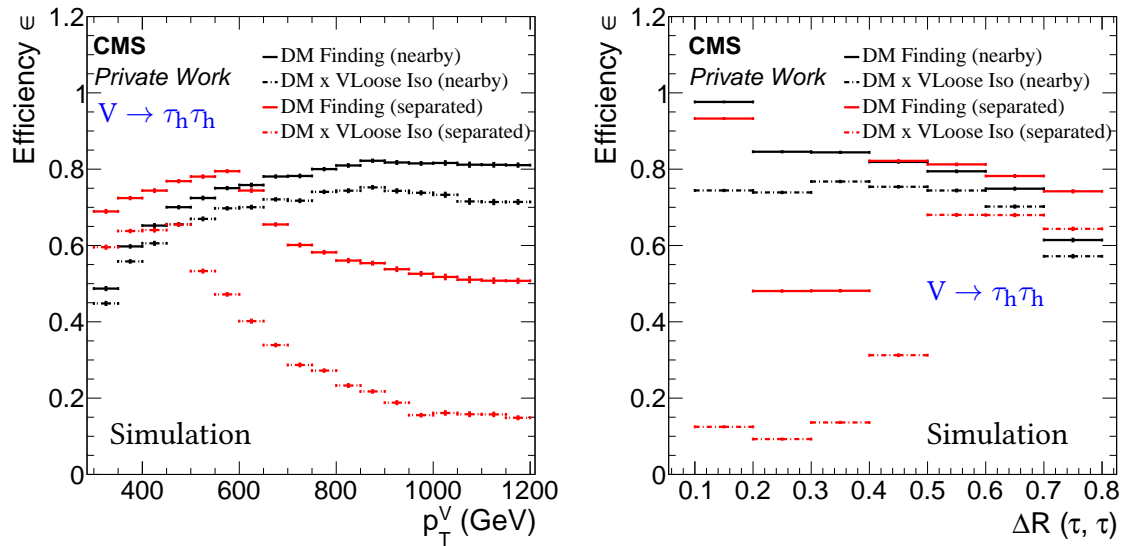 Efficiency ∈
1.2
1
0.8
0.6
0.4
0.2
0
CMS
Private Work
V → τhτh
DM Finding (nearby)
DM x VLoose Iso (nearby)
DM Finding (separated)
DM x VLoose Iso (separated)
Simulation
400 600 800 1000 1200
pTV (GeV)
Efficiency ∈
1.2
1
0.8
0.6
0.4
0.2
0
CMS
Private Work
DM Finding (nearby)
DM x VLoose Iso (nearby)
DM Finding (separated)
DM x VLoose Iso (separated)
V → τhτh
Simulation
0.1 0.2 0.3 0.4 0.5 0.6 0.7 0.8
ΔR (τ, τ)